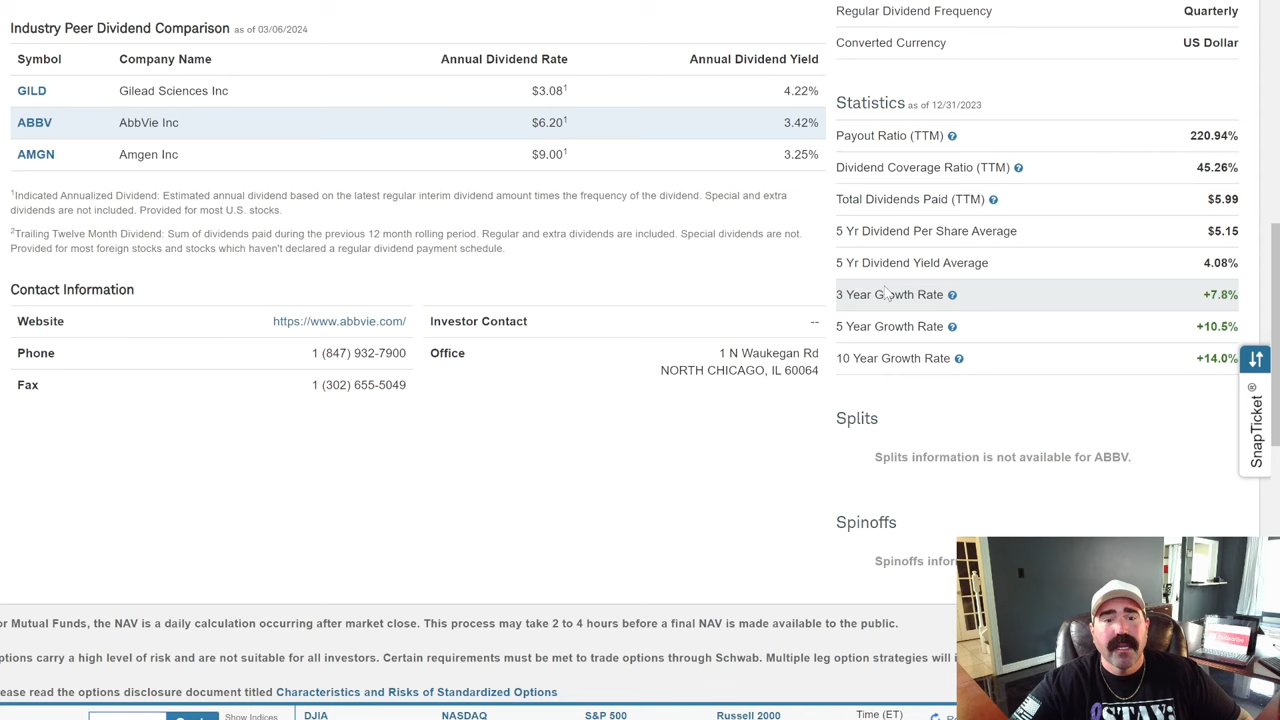 Regular Dividend Frequency Quarterly
Converted Currency US Dollar
Industry Peer Dividend Comparison as of 03/06/2024
Symbol Company Name Annual Dividend Rate Annual Dividend Yield
GILD Gilead Sciences Inc $3.08¹ 4.22%
ABBV AbbVie Inc $6.20¹ 3.42%
AMGN Amgen Inc $9.00¹ 3.25%
¹Indicated Annualized Dividend: Estimated annual dividend based on the latest regular interim dividend amount times the frequency of the dividend. Special and extra
dividends are not included. Provided for most U.S. stocks.
²Trailing Twelve Month Dividend: Sum of dividends paid during the previous 12 month rolling period. Regular and extra dividends are included. Special dividends are not.
Provided for most foreign stocks and stocks which haven't declared a regular dividend payment schedule.
Contact Information
Website https://www.abbvie.com/
Phone 1 (847) 932-7900
Fax 1 (302) 655-5049
Investor Contact --
Office 1 N Waukegan Rd
NORTH CHICAGO, IL 60064
Statistics as of 12/31/2023
Payout Ratio (TTM) ? 220.94%
Dividend Coverage Ratio (TTM) ? 45.26%
Total Dividends Paid (TTM) ? $5.99
5 Yr Dividend Per Share Average $5.15
5 Yr Dividend Yield Average 4.08%
3 Year Growth Rate ? +7.8%
5 Year Growth Rate ? +10.5%
10 Year Growth Rate ? +14.0%
SnapTicket®
Splits
Splits information is not available for ABBV.
Spinoffs
Spinoffs
or Mutual Funds, the NAV is a daily calculation occurring after market close. This process may take 2 to 4 hours before a final NAV is made available to the public.
ptions carry a high level of risk and are not suitable for all investors. Certain requirements must be met to trade options through Schwab. Multiple leg option strategies will i
ease read the options disclosure document titled Characteristics and Risks of Standardized Options
Show Indices DJIA NASDAQ S&P 500 Russell 2000 Time (ET)